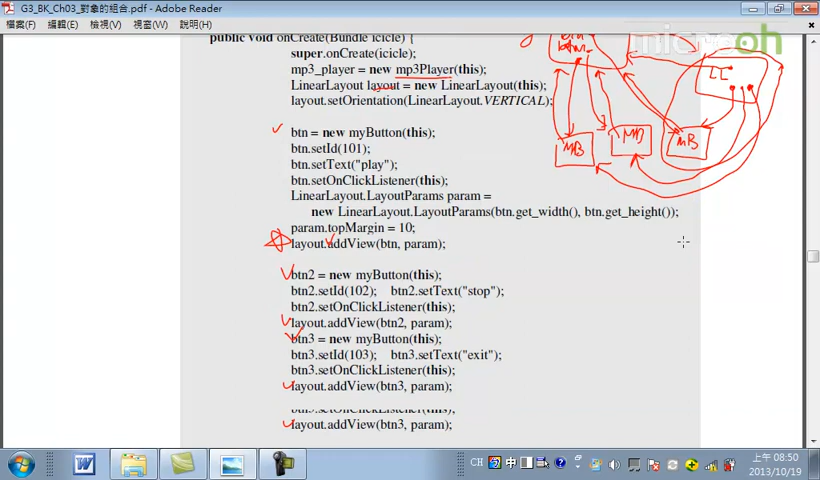 G3_BK_Ch03_對象的組合.pdf - Adobe Reader
檔案(F) 編輯(E) 檢視(V) 視窗(W) 說明(H)
public void onCreate(Bundle icicle) {
super.onCreate(icicle);
mp3_player = new mp3Player(this);
LinearLayout layout = new LinearLayout(this);
layout.setOrientation(LinearLayout.VERTICAL);
btn = new myButton(this);
btn.setId(101);
btn.setText("play");
btn.setOnClickListener(this);
LinearLayout.LayoutParams param =
new LinearLayout.LayoutParams(btn.get_width(), btn.get_height());
param.topMargin = 10;
layout.addView(btn, param);
btn2 = new myButton(this);
btn2.setId(102); btn2.setText("stop");
btn2.setOnClickListener(this);
layout.addView(btn2, param);
btn3 = new myButton(this);
btn3.setId(103); btn3.setText("exit");
btn3.setOnClickListener(this);
layout.addView(btn3, param);
btn3.setOnClickListener(this);
layout.addView(btn3, param);
LL
MB MB MB
CH 中
上午 08:50
2013/10/19